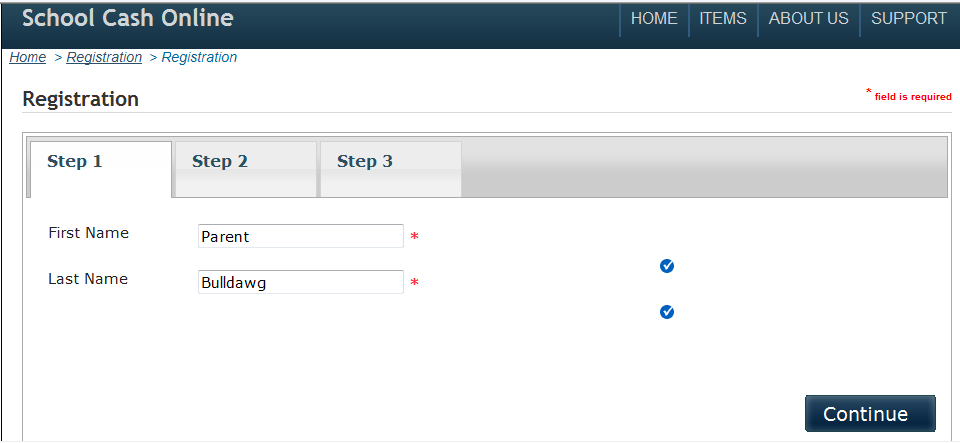 School Cash Online
HOME ITEMS ABOUT US SUPPORT
Home > Registration > Registration
Registration
* field is required
Step 1 Step 2 Step 3
First Name Parent *
Last Name Bulldawg *
Continue